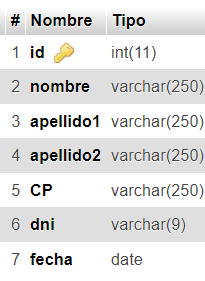 # Nombre Tipo
1 id int(11)
2 nombre varchar(250)
3 apellido1 varchar(250)
4 apellido2 varchar(250)
5 CP varchar(250)
6 dni varchar(9)
7 fecha date